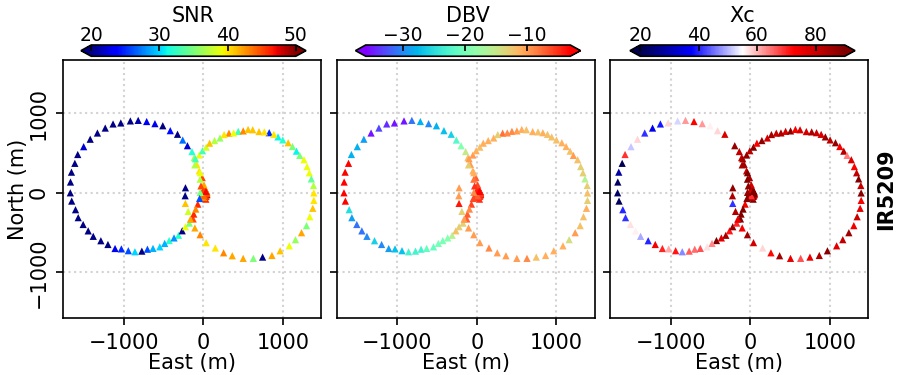 SNR DBV Xc
20 30 40 50 −30 −20 −10 20 40 60 80
North (m)
1000
0
−1000
IR5209
−1000 0 1000 −1000 0 1000 −1000 0 1000
East (m) East (m) East (m)